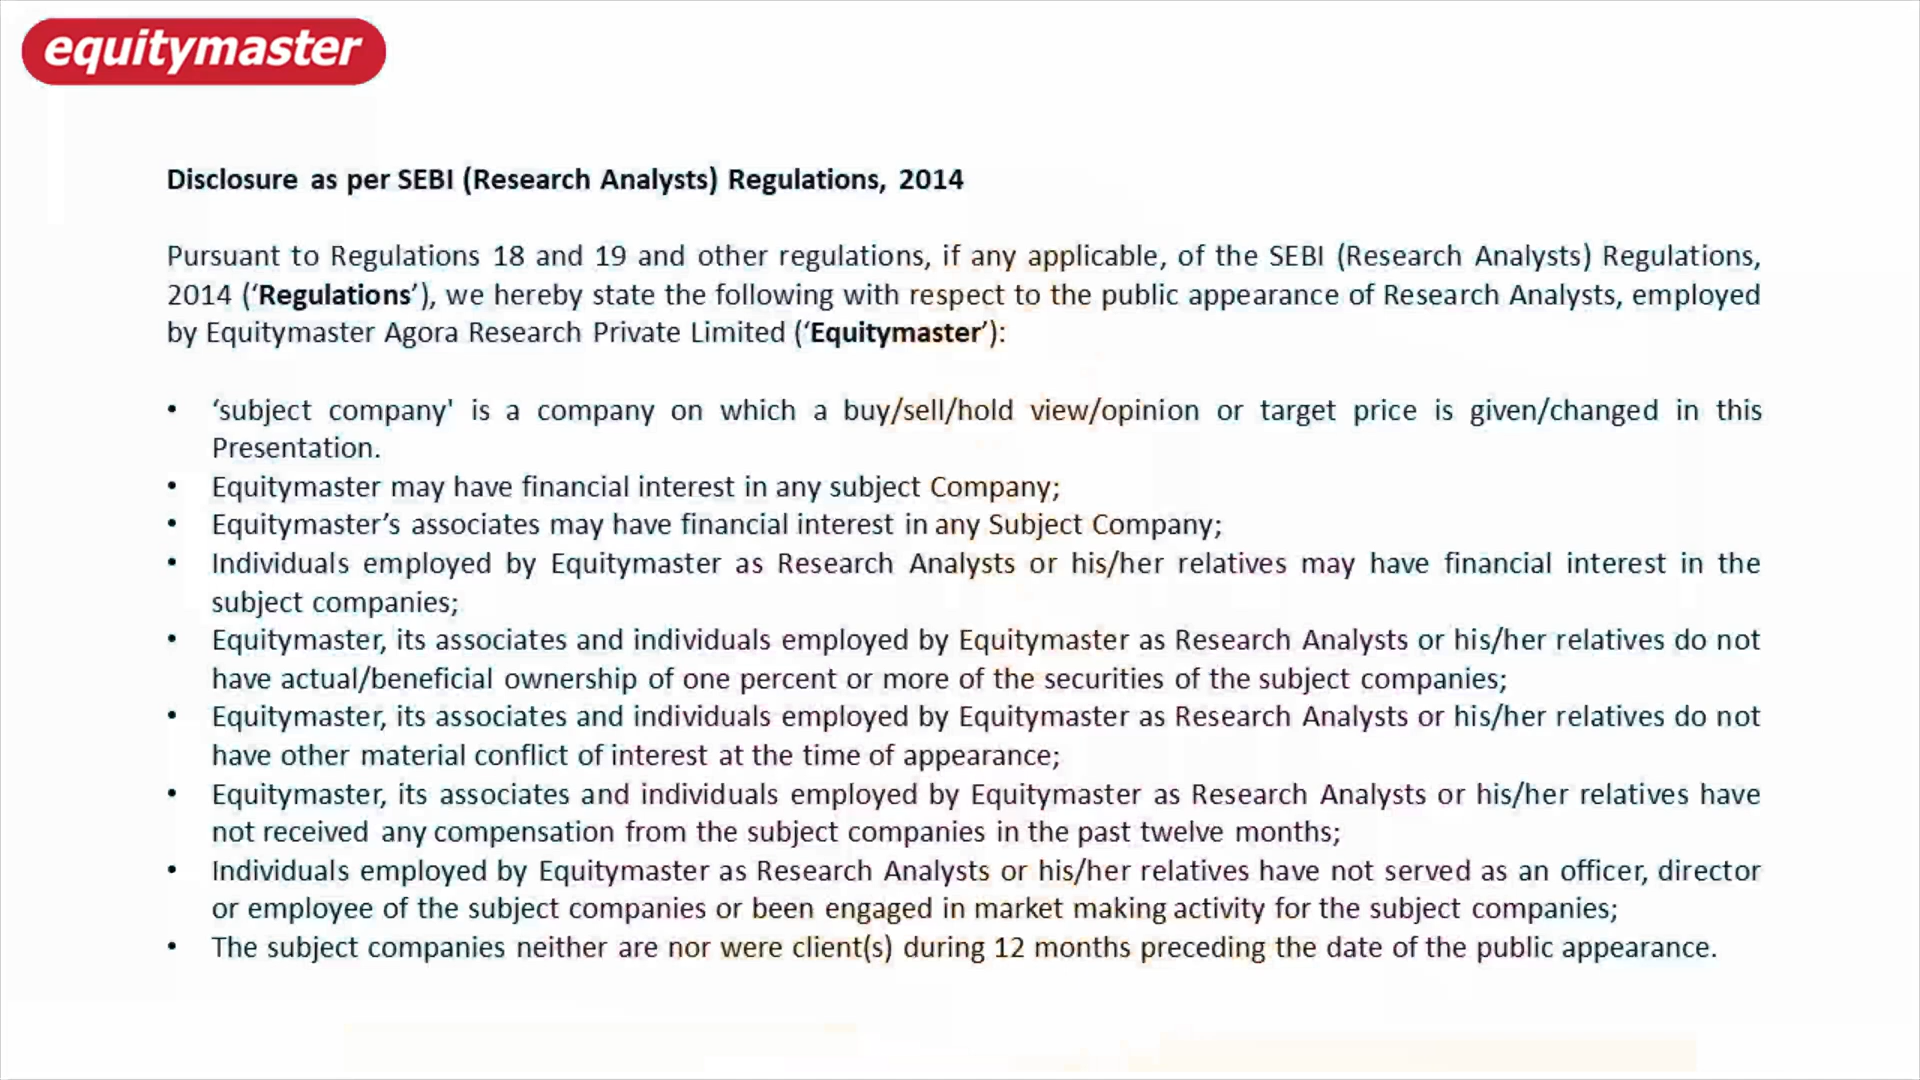 equitymaster
Disclosure as per SEBI (Research Analysts) Regulations, 2014
Pursuant to Regulations 18 and 19 and other regulations, if any applicable, of the SEBI (Research Analysts) Regulations,
2014 (‘Regulations’), we hereby state the following with respect to the public appearance of Research Analysts, employed
by Equitymaster Agora Research Private Limited (‘Equitymaster’):
• ‘subject company' is a company on which a buy/sell/hold view/opinion or target price is given/changed in this
Presentation.
• Equitymaster may have financial interest in any subject Company;
• Equitymaster’s associates may have financial interest in any Subject Company;
• Individuals employed by Equitymaster as Research Analysts or his/her relatives may have financial interest in the
subject companies;
• Equitymaster, its associates and individuals employed by Equitymaster as Research Analysts or his/her relatives do not
have actual/beneficial ownership of one percent or more of the securities of the subject companies;
• Equitymaster, its associates and individuals employed by Equitymaster as Research Analysts or his/her relatives do not
have other material conflict of interest at the time of appearance;
• Equitymaster, its associates and individuals employed by Equitymaster as Research Analysts or his/her relatives have
not received any compensation from the subject companies in the past twelve months;
• Individuals employed by Equitymaster as Research Analysts or his/her relatives have not served as an officer, director
or employee of the subject companies or been engaged in market making activity for the subject companies;
• The subject companies neither are nor were client(s) during 12 months preceding the date of the public appearance.